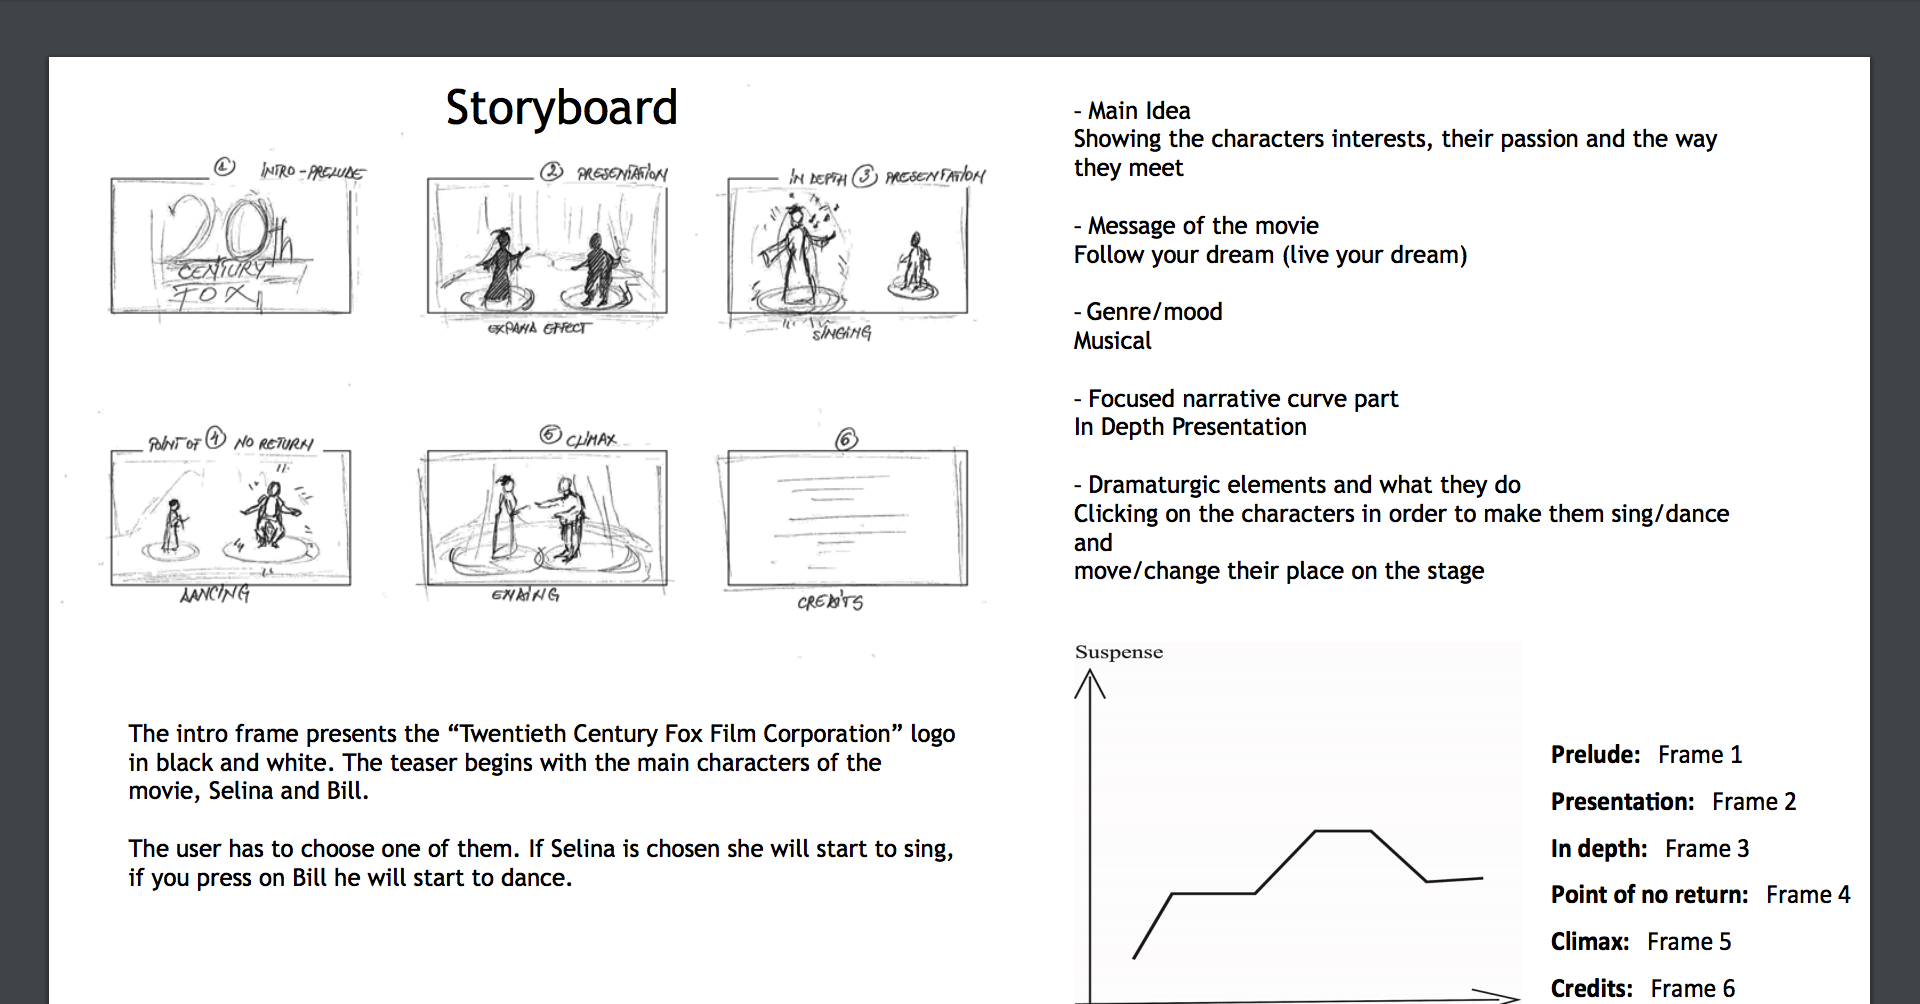 Storyboard
1 INTRO-PRELUDE
20th
CENTURY
FOX
2 PRESENTATION
EXPAND EFFECT
IN DEPTH 3 PRESENTATION
SINGING
POINT OF 4 NO RETURN
DANCING
5 CLIMAX
ENDING
6
CREDITS
The intro frame presents the “Twentieth Century Fox Film Corporation” logo
in black and white. The teaser begins with the main characters of the
movie, Selina and Bill.
The user has to choose one of them. If Selina is chosen she will start to sing,
if you press on Bill he will start to dance.
- Main Idea
Showing the characters interests, their passion and the way
they meet
- Message of the movie
Follow your dream (live your dream)
- Genre/mood
Musical
- Focused narrative curve part
In Depth Presentation
- Dramaturgic elements and what they do
Clicking on the characters in order to make them sing/dance
and
move/change their place on the stage
Suspense
Prelude: Frame 1
Presentation: Frame 2
In depth: Frame 3
Point of no return: Frame 4
Climax: Frame 5
Credits: Frame 6